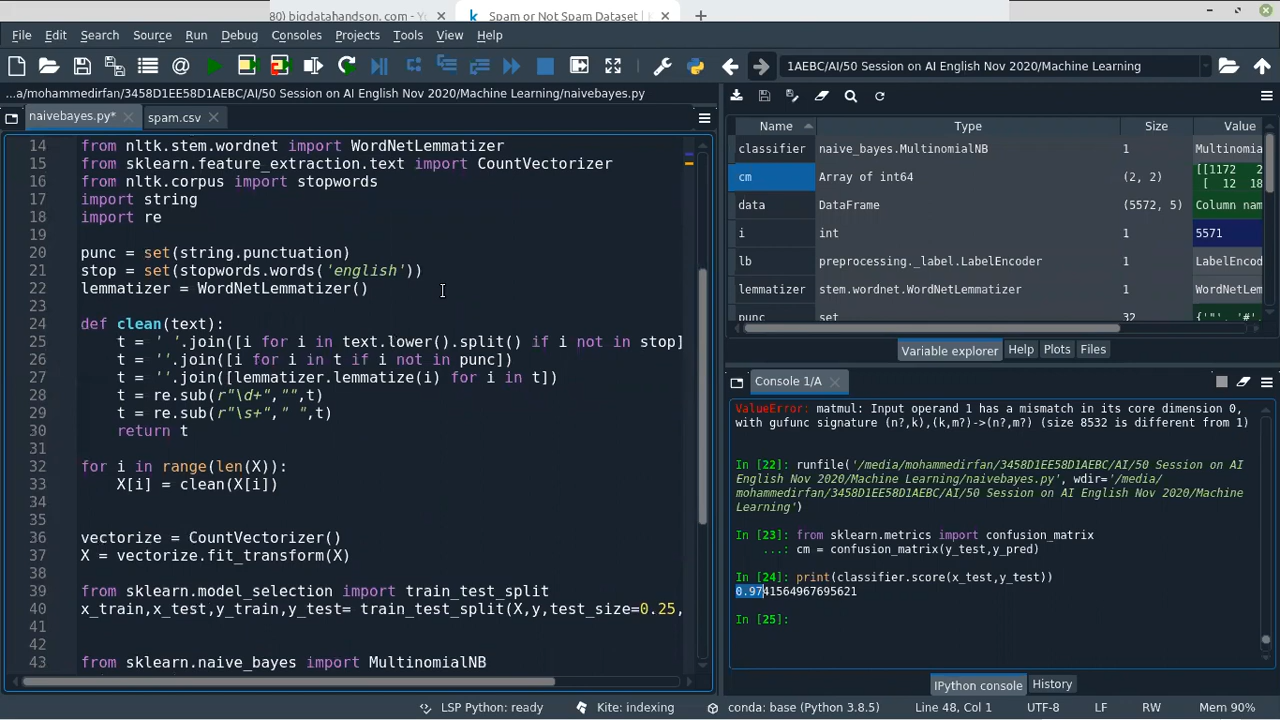 80) bigdatahandson. com - Y
Spam or Not Spam Dataset |
File Edit Search Source Run Debug Consoles Projects Tools View Help
1AEBC/AI/50 Session on AI English Nov 2020/Machine Learning
...a/mohammedirfan/3458D1EE58D1AEBC/AI/50 Session on AI English Nov 2020/Machine Learning/naivebayes.py
naivebayes.py*
spam.csv
14 from nltk.stem.wordnet import WordNetLemmatizer
15 from sklearn.feature_extraction.text import CountVectorizer
16 from nltk.corpus import stopwords
17 import string
18 import re
19
20 punc = set(string.punctuation)
21 stop = set(stopwords.words('english'))
22 lemmatizer = WordNetLemmatizer()
23
24 def clean(text):
25 t = ' '.join([i for i in text.lower().split() if i not in stop]
26 t = ''.join([i for i in t if i not in punc])
27 t = ''.join([lemmatizer.lemmatize(i) for i in t])
28 t = re.sub(r"\d+","",t)
29 t = re.sub(r"\s+"," ",t)
30 return t
31
32 for i in range(len(X)):
33 X[i] = clean(X[i])
34
35
36 vectorize = CountVectorizer()
37 X = vectorize.fit_transform(X)
38
39 from sklearn.model_selection import train_test_split
40 x_train,x_test,y_train,y_test= train_test_split(X,y,test_size=0.25,
41
42
43 from sklearn.naive_bayes import MultinomialNB
Name Type Size Value
classifier naive_bayes.MultinomialNB 1 Multinomia
cm Array of int64 (2, 2) [[1172 2
[ 12 18
data DataFrame (5572, 5) Column nam
i int 1 5571
lb preprocessing._label.LabelEncoder 1 LabelEncod
lemmatizer stem.wordnet.WordNetLemmatizer 1 WordNetLem
punc set 32 {'"', '#'
Variable explorer Help Plots Files
Console 1/A
ValueError: matmul: Input operand 1 has a mismatch in its core dimension 0,
with gufunc signature (n?,k),(k,m?)->(n?,m?) (size 8532 is different from 1)
In [22]: runfile('/media/mohammedirfan/3458D1EE58D1AEBC/AI/50 Session on AI
English Nov 2020/Machine Learning/naivebayes.py', wdir='/media/
mohammedirfan/3458D1EE58D1AEBC/AI/50 Session on AI English Nov 2020/Machine
Learning')
In [23]: from sklearn.metrics import confusion_matrix
...: cm = confusion_matrix(y_test,y_pred)
In [24]: print(classifier.score(x_test,y_test))
0.9741564967695621
In [25]:
IPython console History
LSP Python: ready Kite: indexing conda: base (Python 3.8.5) Line 48, Col 1 UTF-8 LF RW Mem 90%